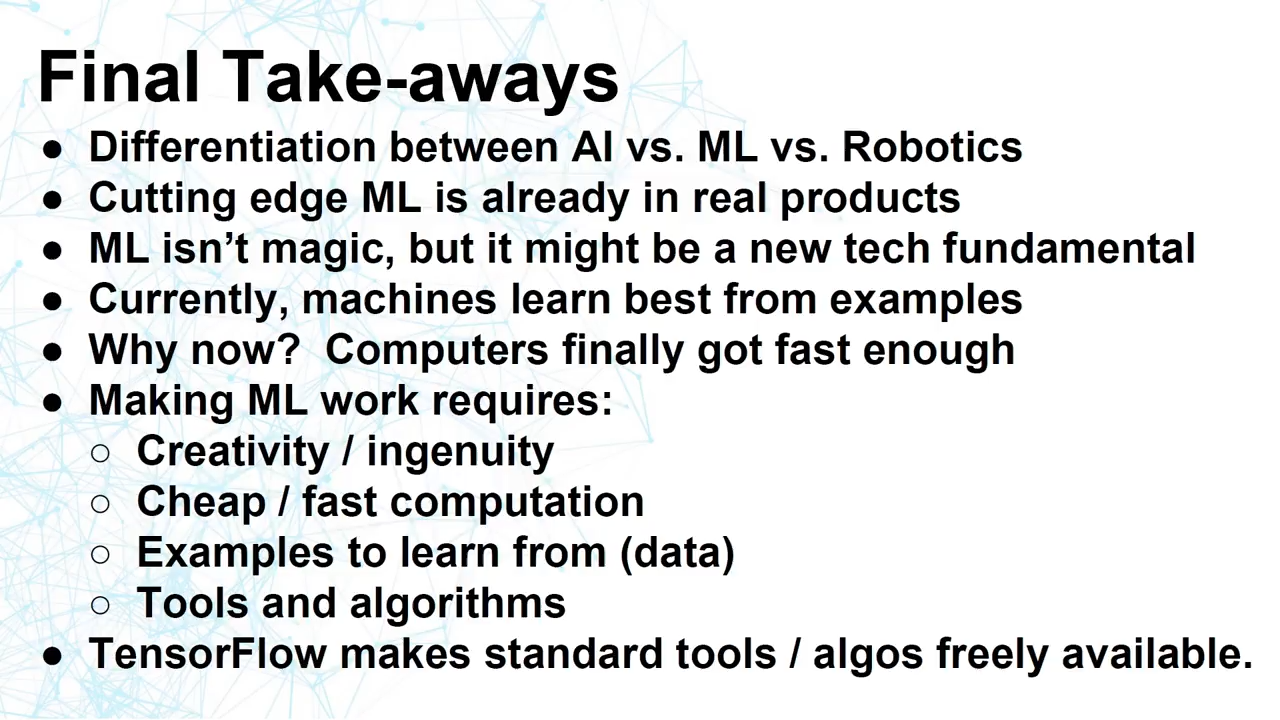 Final Take-aways
● Differentiation between AI vs. ML vs. Robotics
● Cutting edge ML is already in real products
● ML isn’t magic, but it might be a new tech fundamental
● Currently, machines learn best from examples
● Why now?  Computers finally got fast enough
● Making ML work requires:
○ Creativity / ingenuity
○ Cheap / fast computation
○ Examples to learn from (data)
○ Tools and algorithms
● TensorFlow makes standard tools / algos freely available.